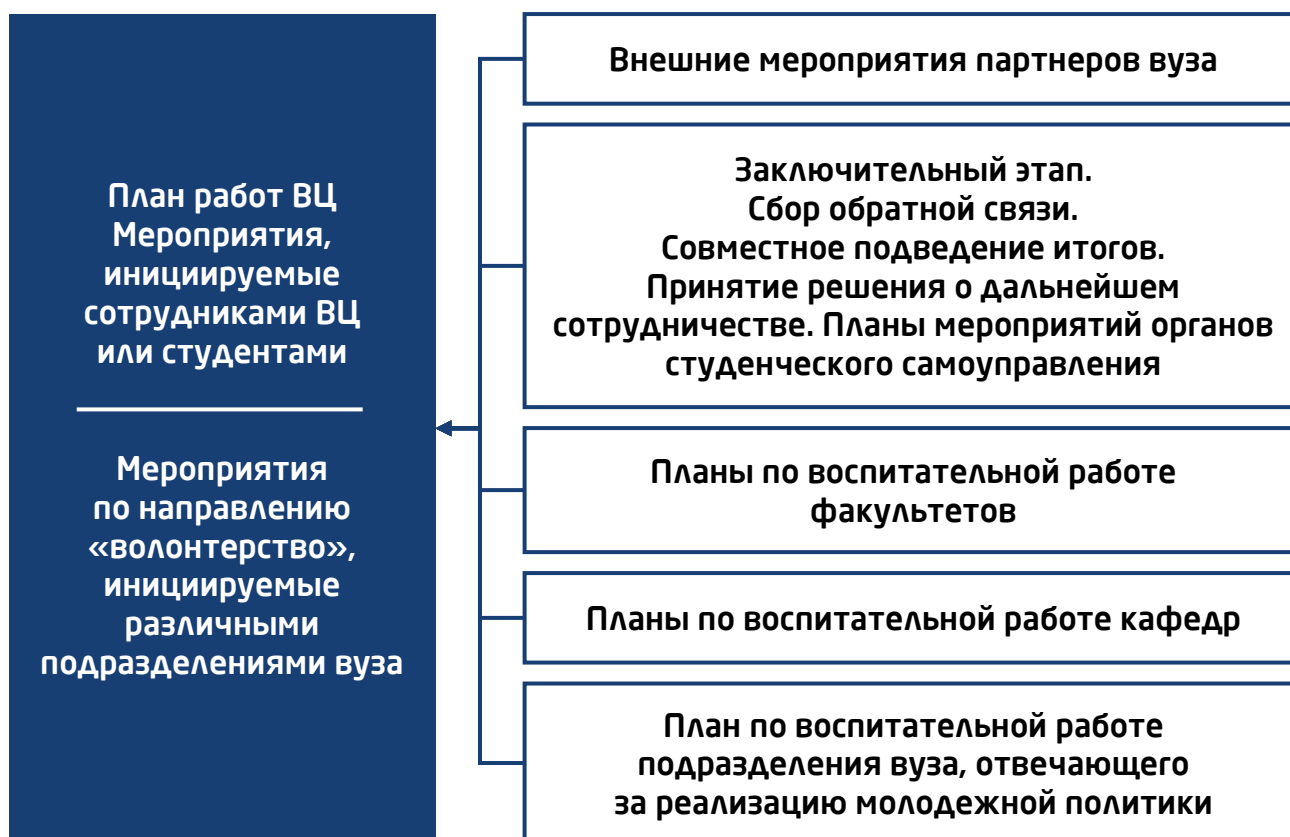 План работ ВЦ
Мероприятия,
инициируемые
сотрудниками ВЦ
или студентами
Мероприятия
по направлению
«волонтерство»,
инициируемые
различными
подразделениями вуза
Внешние мероприятия партнеров вуза
Заключительный этап.
Сбор обратной связи.
Совместное подведение итогов.
Принятие решения о дальнейшем
сотрудничестве. Планы мероприятий органов
студенческого самоуправления
Планы по воспитательной работе
факультетов
Планы по воспитательной работе кафедр
План по воспитательной работе
подразделения вуза, отвечающего
за реализацию молодежной политики